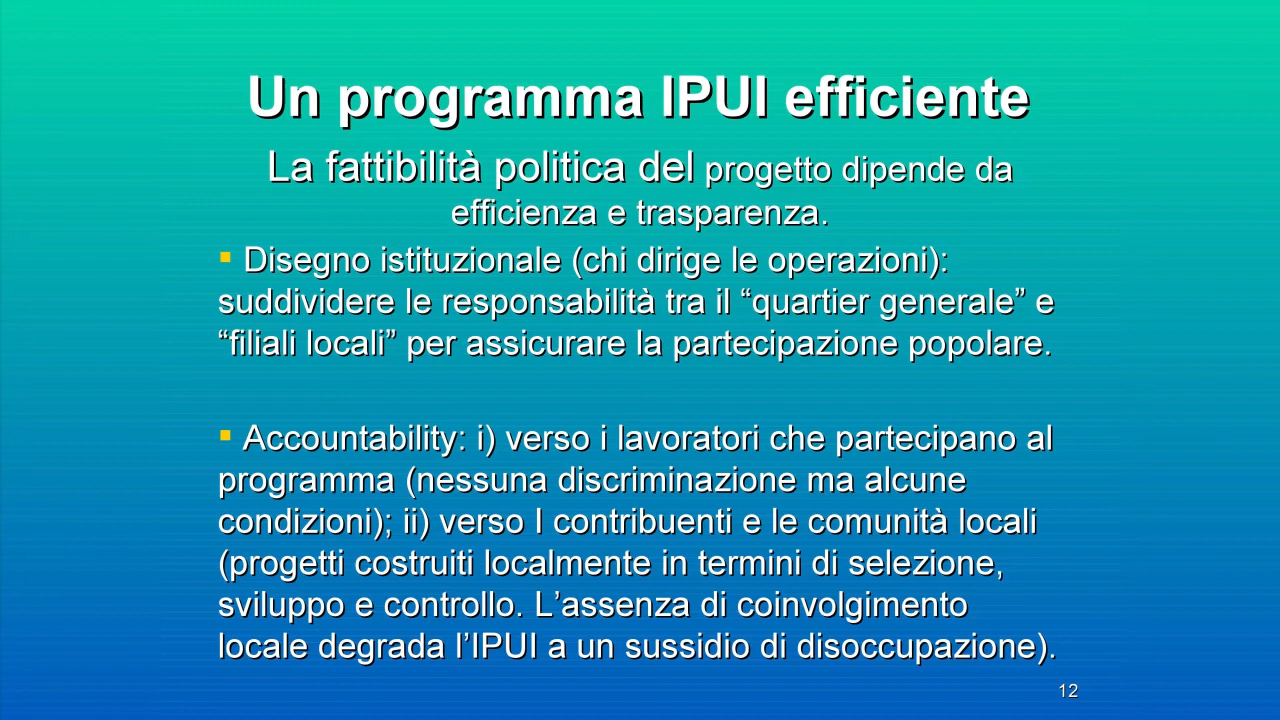 Un programma IPUI efficiente
La fattibilità politica del progetto dipende da
efficienza e trasparenza.
▪ Disegno istituzionale (chi dirige le operazioni):
suddividere le responsabilità tra il “quartier generale” e
“filiali locali” per assicurare la partecipazione popolare.
▪ Accountability: i) verso i lavoratori che partecipano al
programma (nessuna discriminazione ma alcune
condizioni); ii) verso I contribuenti e le comunità locali
(progetti costruiti localmente in termini di selezione,
sviluppo e controllo. L’assenza di coinvolgimento
locale degrada l’IPUI a un sussidio di disoccupazione).
12